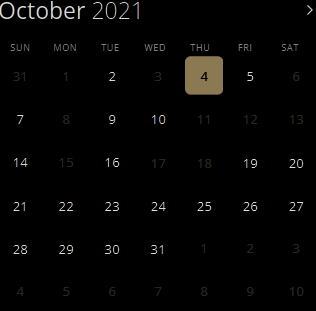 October 2021
SUN MON TUE WED THU FRI SAT
31 1 2 3 4 5 6
7 8 9 10 11 12 13
14 15 16 17 18 19 20
21 22 23 24 25 26 27
28 29 30 31 1 2 3
4 5 6 7 8 9 10